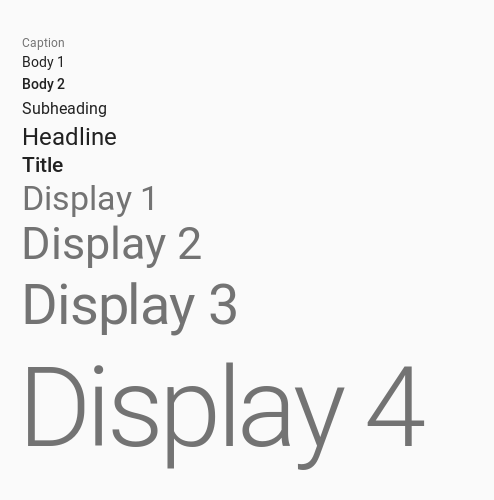 Caption
Body 1
Body 2
Subheading
Headline
Title
Display 1
Display 2
Display 3
Display 4